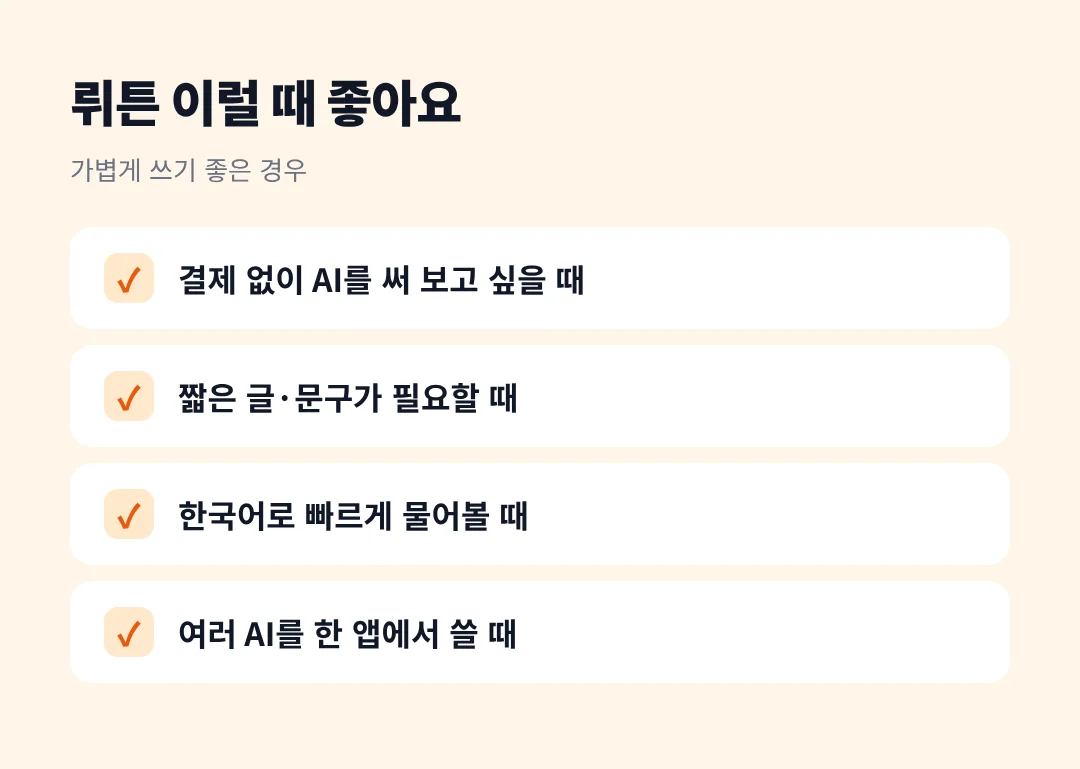 뤼튼 이럴 때 좋아요
가볍게 쓰기 좋은 경우
✓ 결제 없이 AI를 써 보고 싶을 때
✓ 짧은 글·문구가 필요할 때
✓ 한국어로 빠르게 물어볼 때
✓ 여러 AI를 한 앱에서 쓸 때